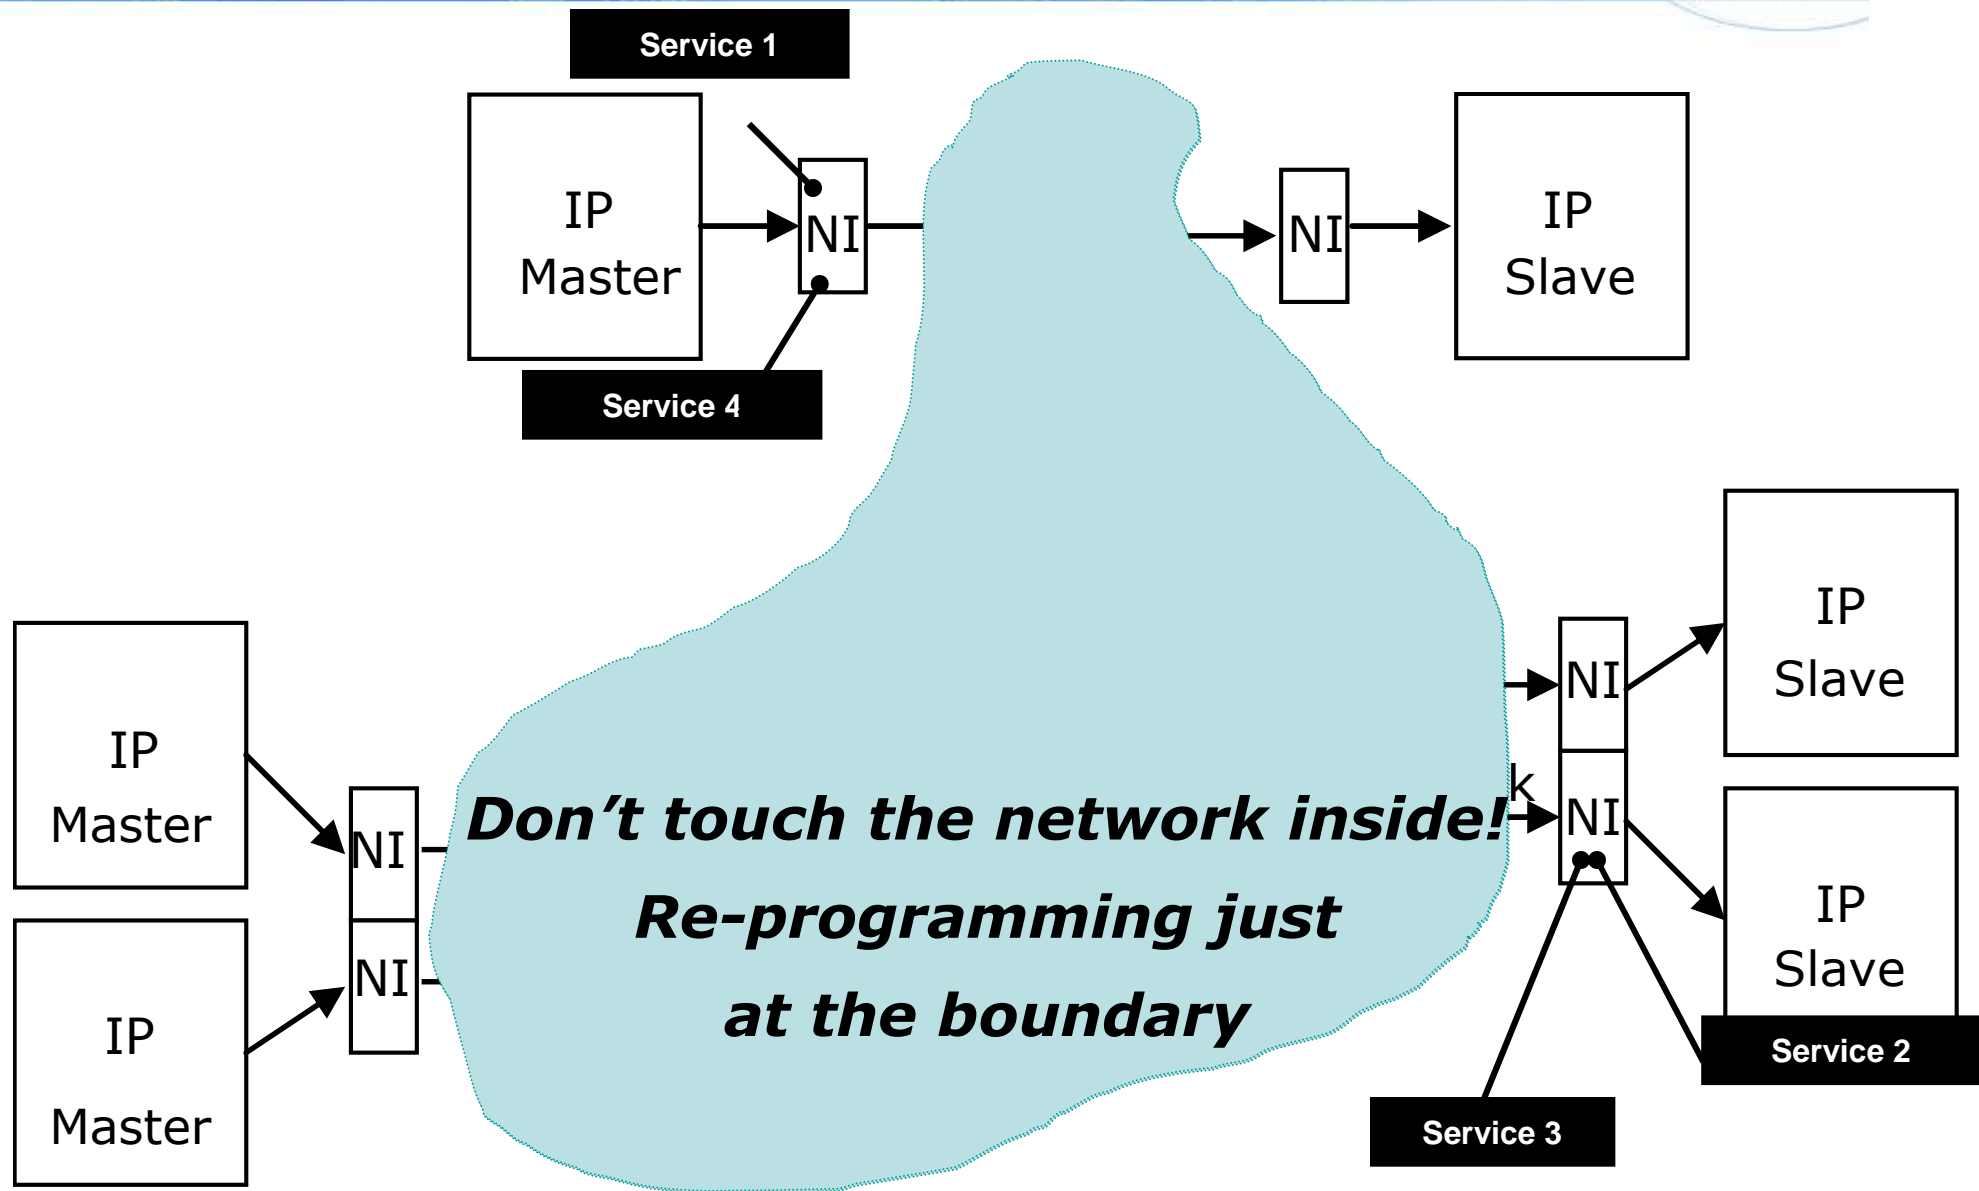 Service 1
IP
Master
NI
Service 4
NI
IP
Slave
IP
Master
NI
IP
Master
NI
Don’t touch the network inside!
Re-programming just
at the boundary
k
NI
NI
IP
Slave
IP
Slave
Service 2
Service 3